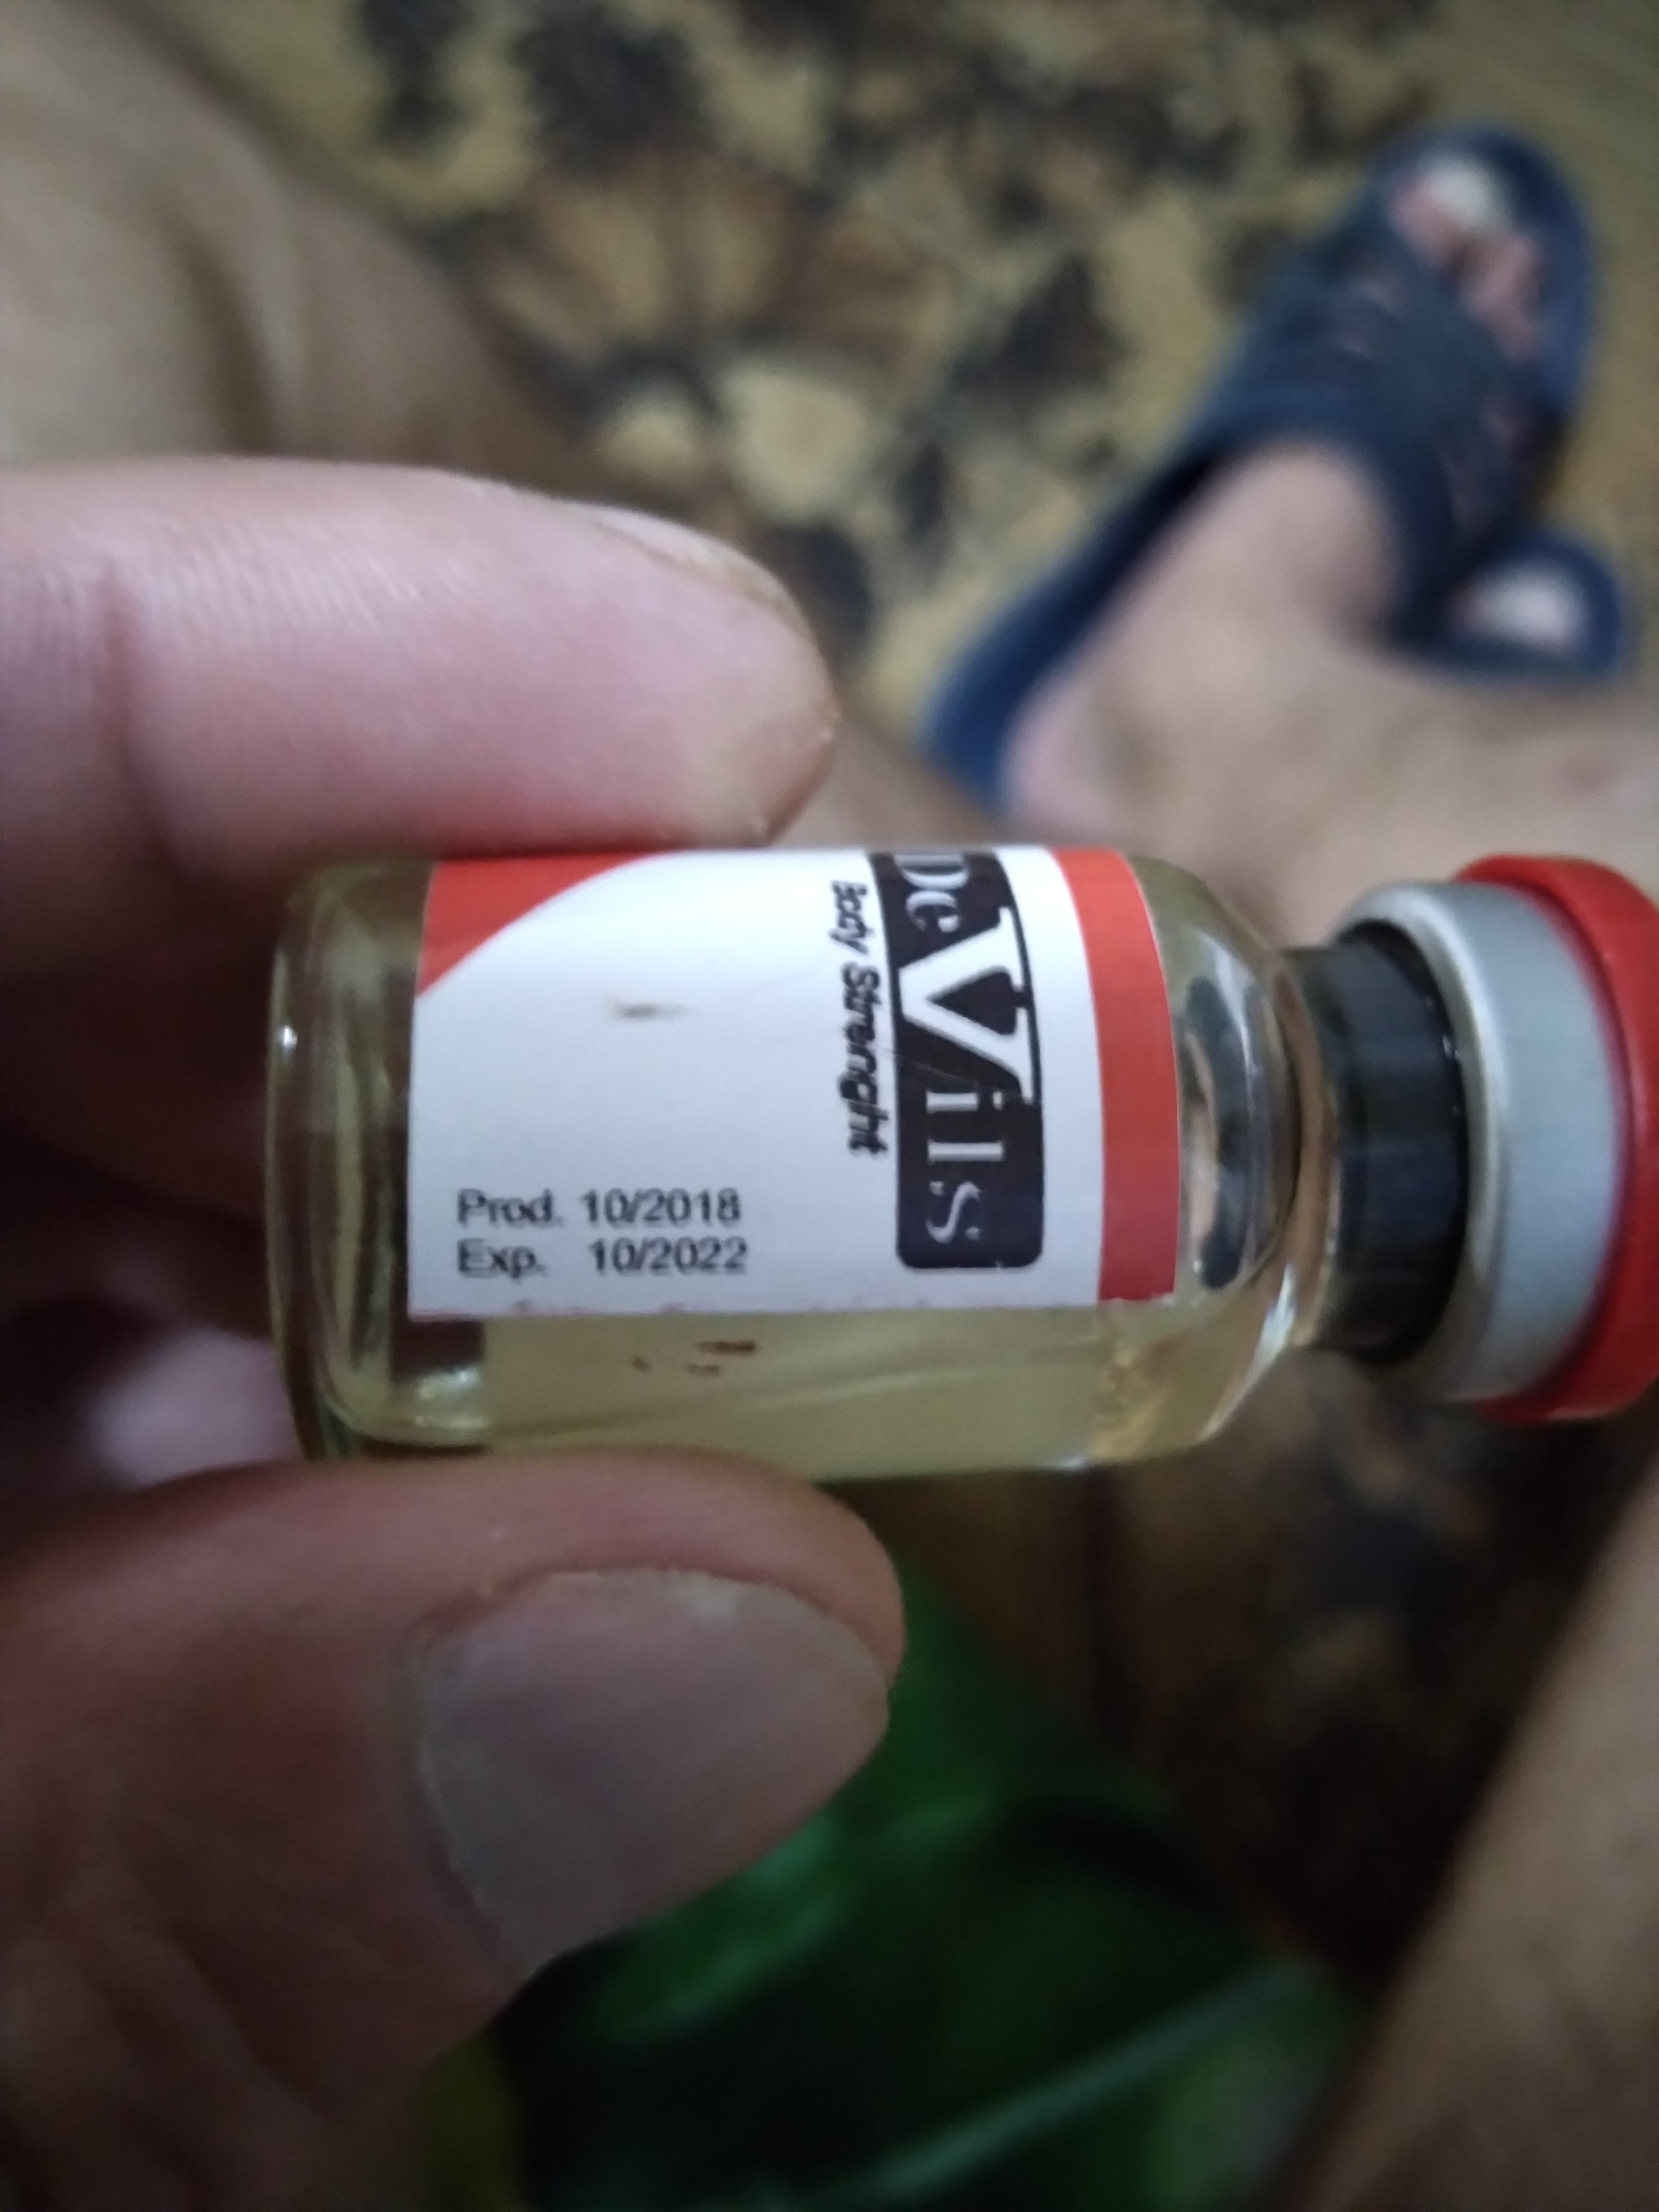 DeVils
Body Strenght
Prod. 10/2018
Exp. 10/2022